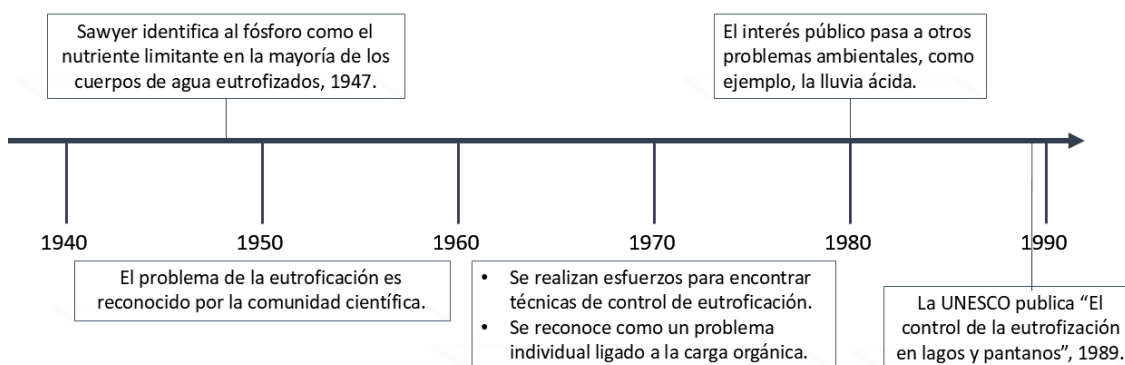 Sawyer identifica al fósforo como el
nutriente limitante en la mayoría de los
cuerpos de agua eutrofizados, 1947.
El interés público pasa a otros
problemas ambientales, como
ejemplo, la lluvia ácida.
1940
1950
1960
1970
1980
1990
El problema de la eutroficación es
reconocido por la comunidad científica.
• Se realizan esfuerzos para encontrar
técnicas de control de eutroficación.
• Se reconoce como un problema
individual ligado a la carga orgánica.
La UNESCO publica “El
control de la eutrofización
en lagos y pantanos”, 1989.